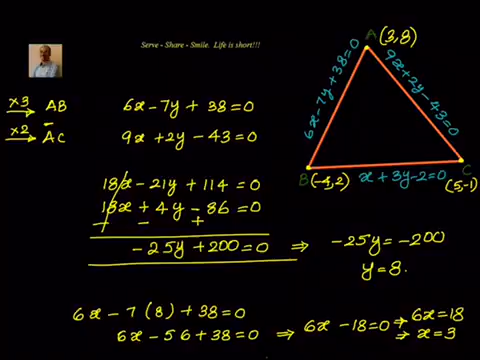 Serve - Share - Smile. Life is short!!!
A (3,8)
6x-7y+38=0
9x+2y-43=0
B (-4,2)
x+3y-2=0
C
(5,-1)
×3 → AB 6x-7y+38=0
×2 → AC 9x+2y-43=0
18x-21y+114=0
18x+4y-86=0
- - +
-25y+200=0 ⇒ -25y=-200
y=8.
6x-7(8)+38=0
6x-56+38=0 ⇒ 6x-18=0 → 6x=18
→ x=3